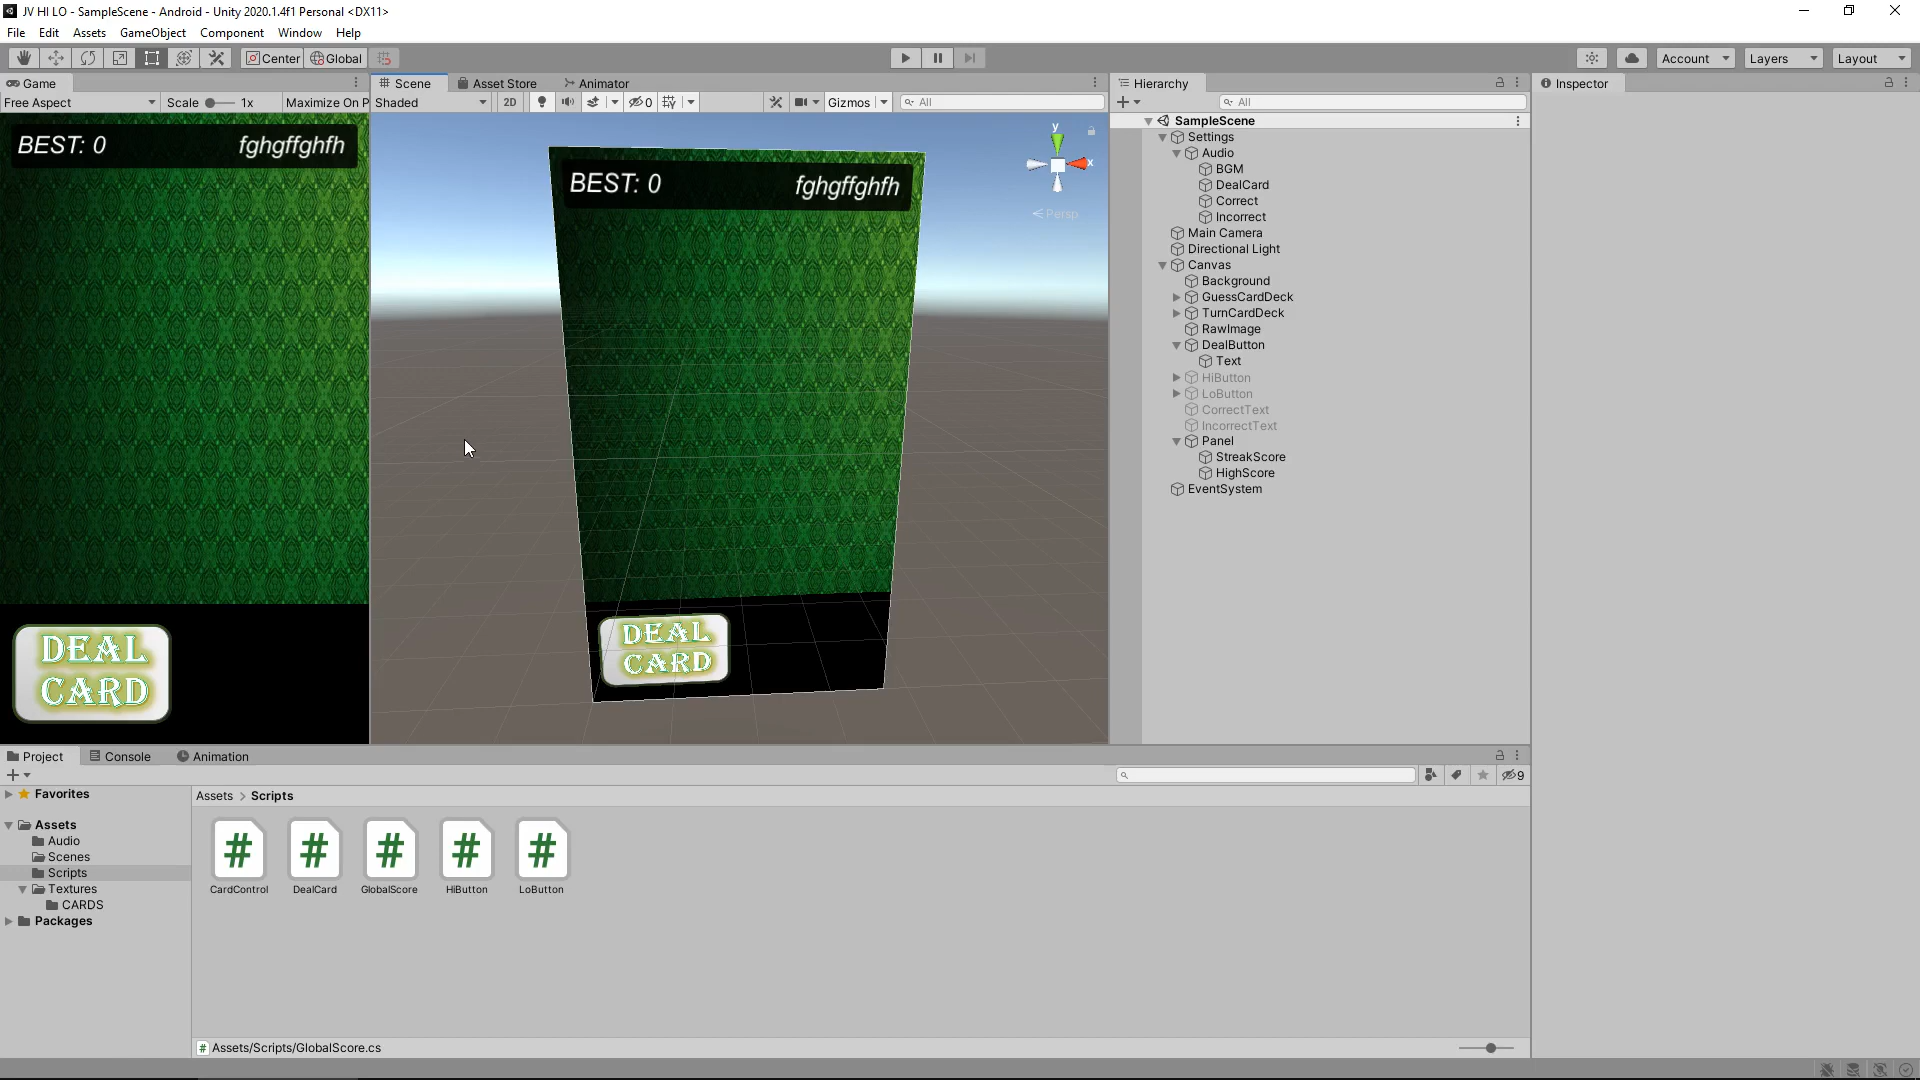 JV HI LO - SampleScene - Android - Unity 2020.1.4f1 Personal <DX11>
File Edit Assets GameObject Component Window Help
Center Global Account Layers Layout
Game
Scene Asset Store Animator
Hierarchy
Inspector
Free Aspect Scale 1x Maximize On P
Shaded 2D 0 Gizmos All
All
BEST: 0 fghgffghfh
DEAL
CARD
y
x
Persp
BEST: 0 fghgffghfh
DEAL
CARD
SampleScene
Settings
Audio
BGM
DealCard
Correct
Incorrect
Main Camera
Directional Light
Canvas
Background
GuessCardDeck
TurnCardDeck
RawImage
DealButton
Text
HiButton
LoButton
CorrectText
IncorrectText
Panel
StreakScore
HighScore
EventSystem
Project Console Animation
9
Favorites
Assets
Audio
Scenes
Scripts
Textures
CARDS
Packages
Assets > Scripts
# # # # #
CardControl DealCard GlobalScore HiButton LoButton
# Assets/Scripts/GlobalScore.cs